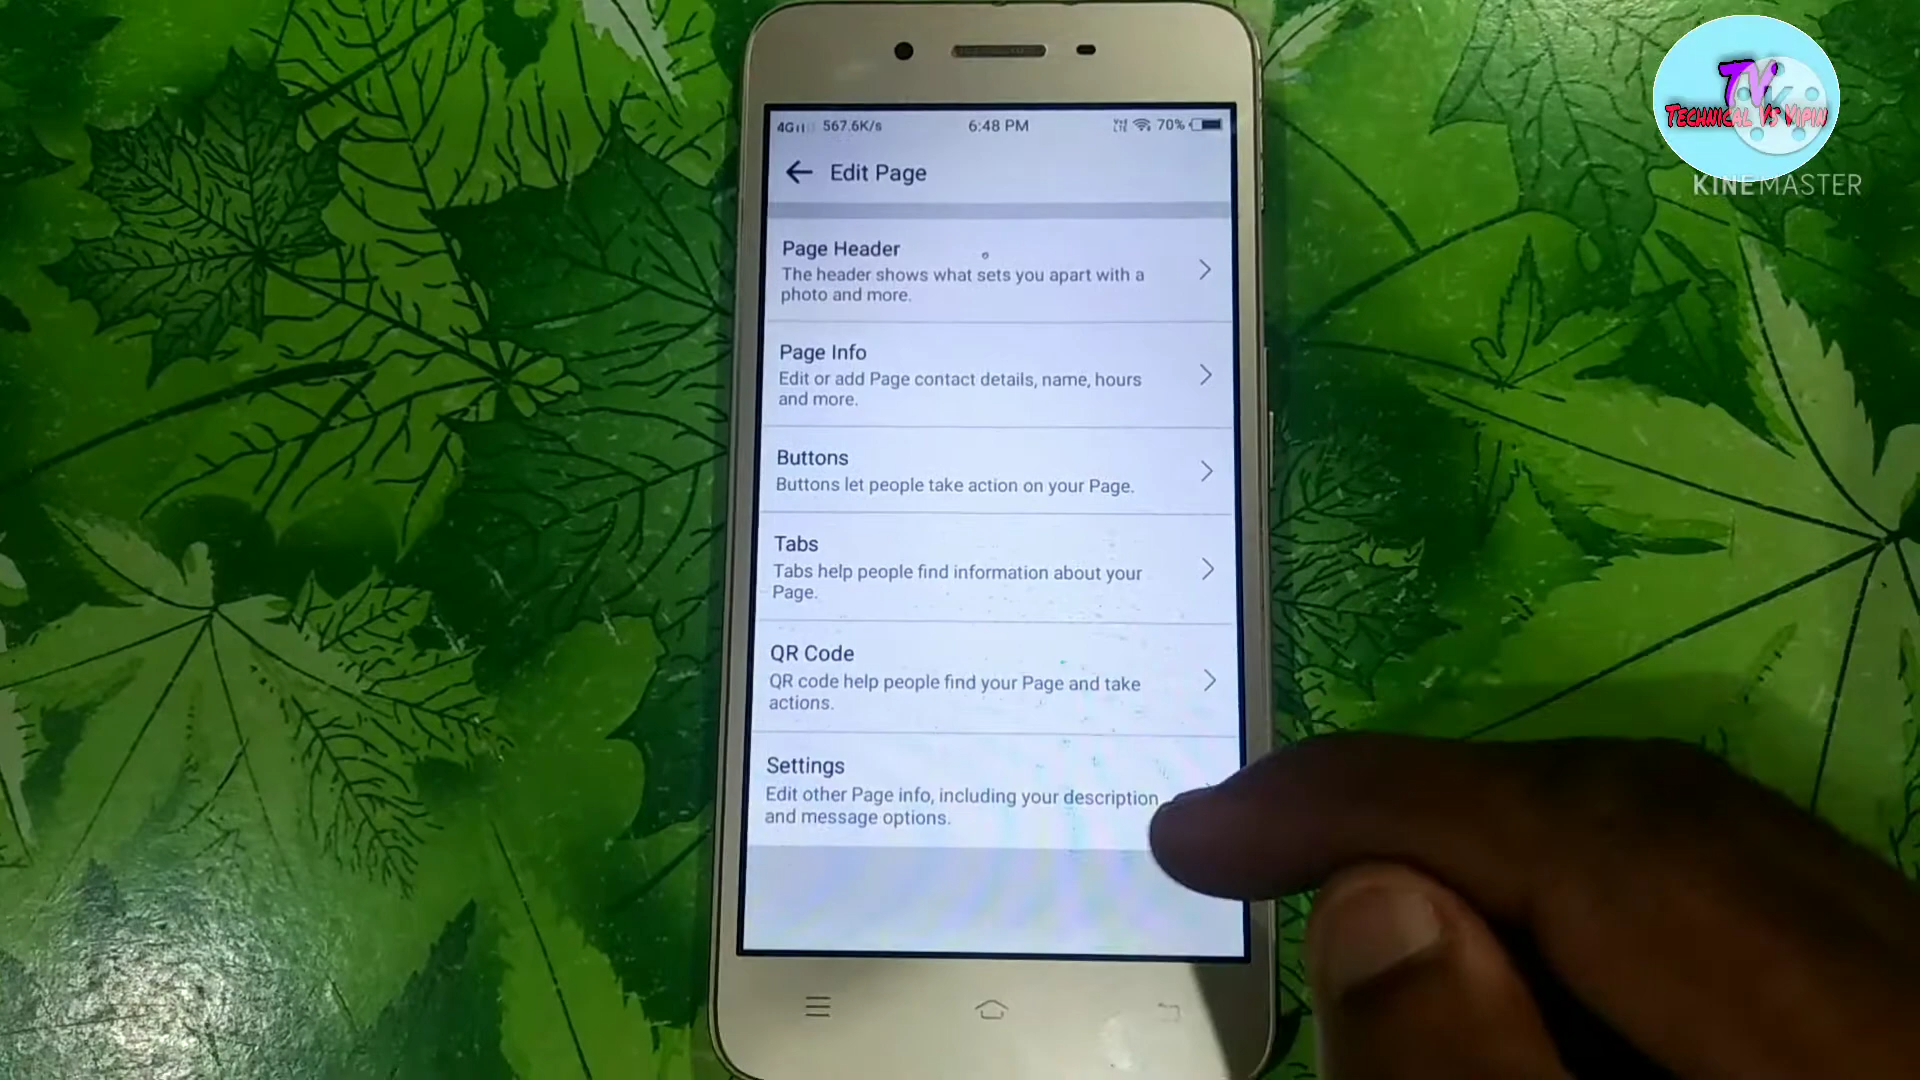 TV
Technical Vs Vipin
KINEMASTER
4G 567.6K/s 6:48 PM 70%
Edit Page
Page Header
The header shows what sets you apart with a
photo and more.
Page Info
Edit or add Page contact details, name, hours
and more.
Buttons
Buttons let people take action on your Page.
Tabs
Tabs help people find information about your
Page.
QR Code
QR code help people find your Page and take
actions.
Settings
Edit other Page info, including your description
and message options.